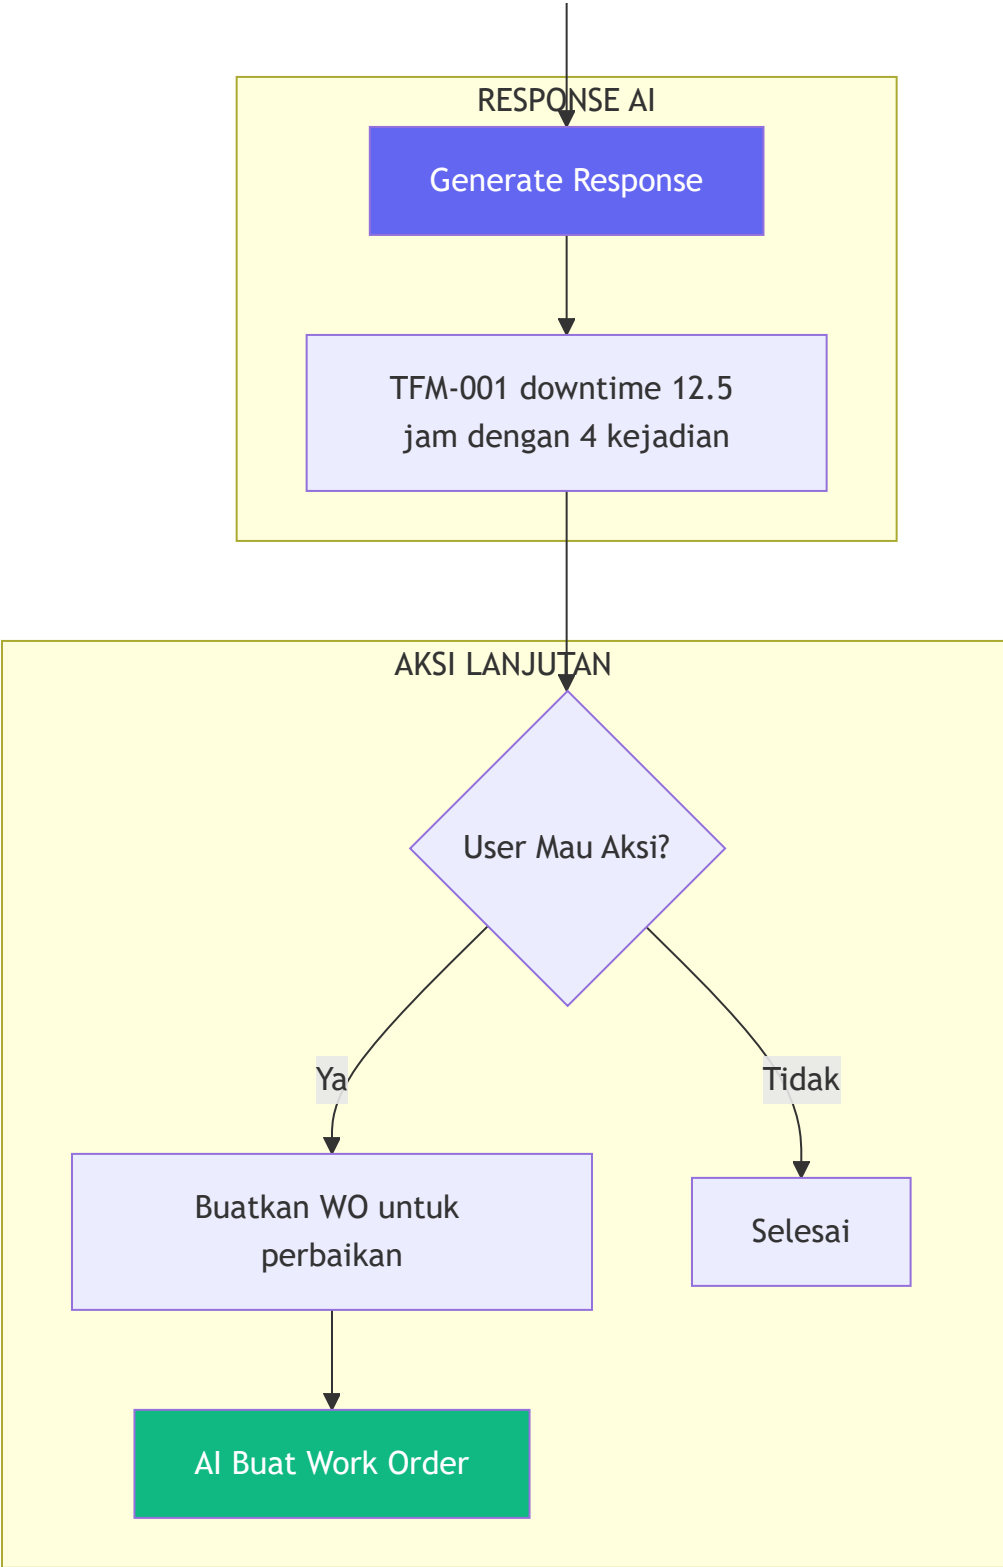 RESPONSE AI
Generate Response
TFM-001 downtime 12.5
jam dengan 4 kejadian
AKSI LANJUTAN
User Mau Aksi?
Ya
Tidak
Buatkan WO untuk
perbaikan
Selesai
AI Buat Work Order